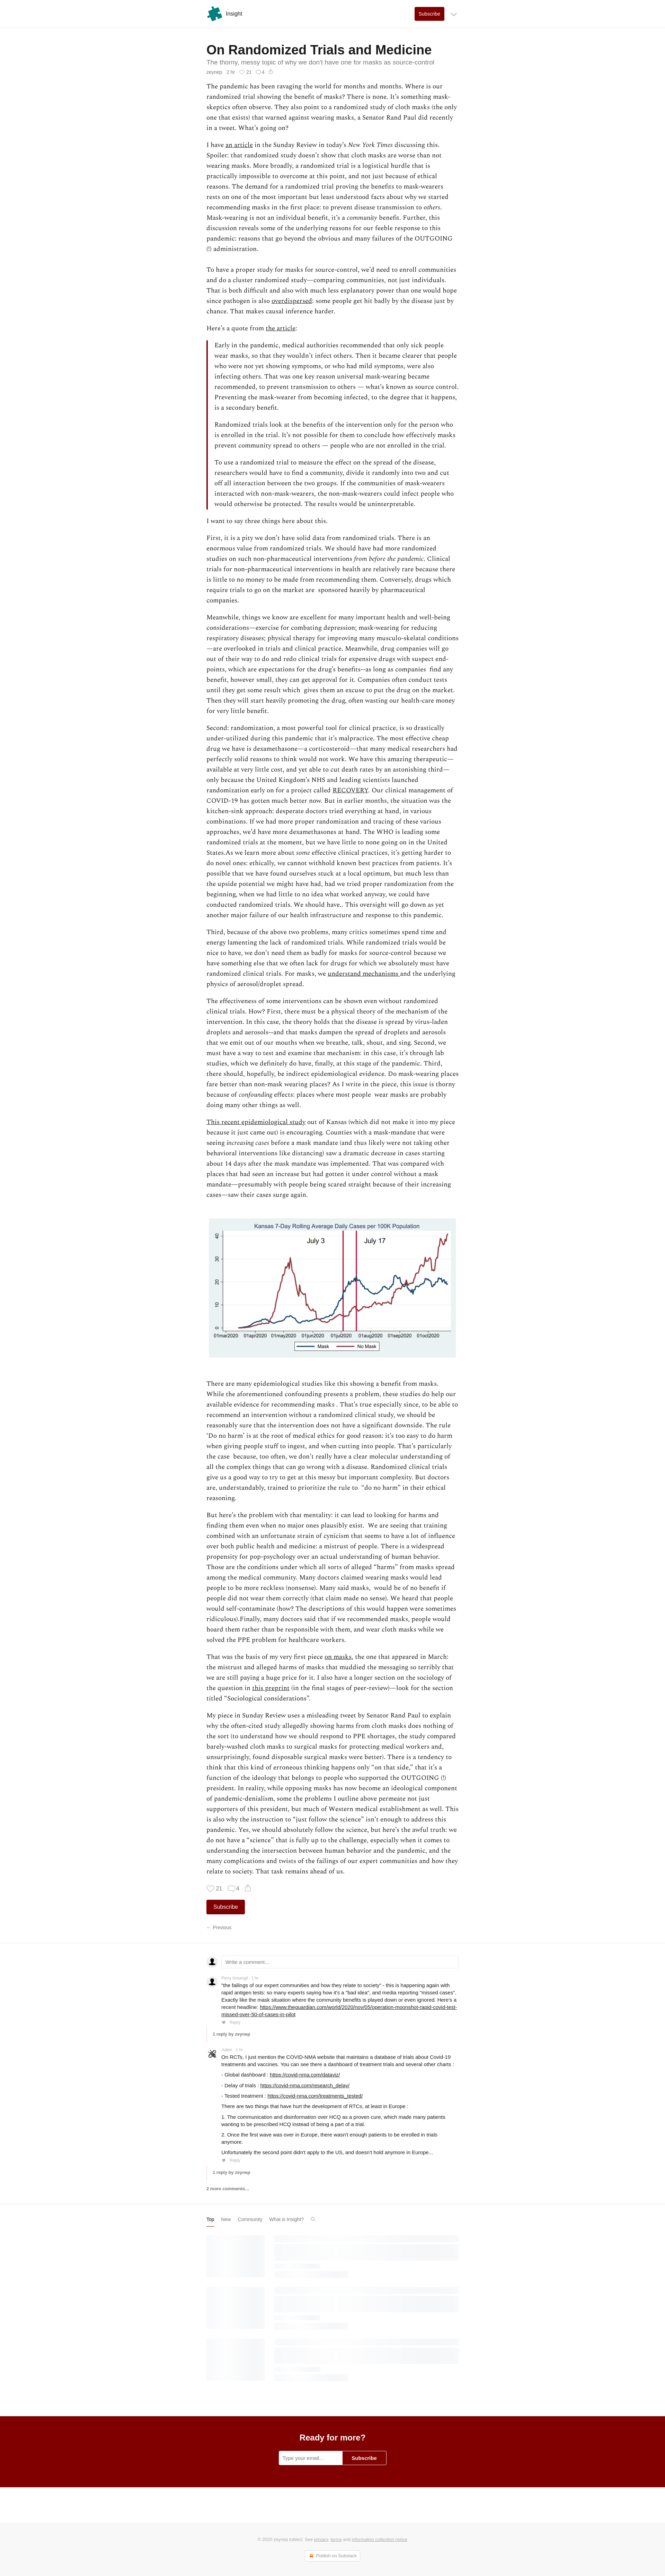 Insight
Subscribe
On Randomized Trials and Medicine
The thorny, messy topic of why we don't have one for masks as source-control
zeynep 2 hr 21 4
The pandemic has been ravaging the world for months and months. Where is our
randomized trial showing the benefit of masks? There is none. It's something mask-
skeptics often observe. They also point to a randomized study of cloth masks (the only
one that exists) that warned against wearing masks, a Senator Rand Paul did recently
in a tweet. What's going on?
I have an article in the Sunday Review in today's New York Times discussing this.
Spoiler: that randomized study doesn't show that cloth masks are worse than not
wearing masks. More broadly, a randomized trial is a logistical hurdle that is
practically impossible to overcome at this point, and not just because of ethical
reasons. The demand for a randomized trial proving the benefits to mask-wearers
rests on one of the most important but least understood facts about why we started
recommending masks in the first place: to prevent disease transmission to others.
Mask-wearing is not an individual benefit, it's a community benefit. Further, this
discussion reveals some of the underlying reasons for our feeble response to this
pandemic: reasons that go beyond the obvious and many failures of the OUTGOING
administration.
To have a proper study for masks for source-control, we'd need to enroll communities
and do a cluster randomized study—comparing communities, not just individuals.
That is both difficult and also with much less explanatory power than one would hope
since pathogen is also overdispersed: some people get hit badly by the disease just by
chance. That makes causal inference harder.
Here's a quote from the article:
Early in the pandemic, medical authorities recommended that only sick people
wear masks, so that they wouldn't infect others. Then it became clearer that people
who were not yet showing symptoms, or who had mild symptoms, were also
infecting others. That was one key reason universal mask-wearing became
recommended, to prevent transmission to others — what's known as source control.
Preventing the mask-wearer from becoming infected, to the degree that it happens,
is a secondary benefit.
Randomized trials look at the benefits of the intervention only for the person who
is enrolled in the trial. It's not possible for them to conclude how effectively masks
prevent community spread to others — people who are not enrolled in the trial.
To use a randomized trial to measure the effect on the spread of the disease,
researchers would have to find a community, divide it randomly into two and cut
off all interaction between the two groups. If the communities of mask-wearers
interacted with non-mask-wearers, the non-mask-wearers could infect people who
would otherwise be protected. The results would be uninterpretable.
I want to say three things here about this.
First, it is a pity we don't have solid data from randomized trials. There is an
enormous value from randomized trials. We should have had more randomized
studies on such non-pharmaceutical interventions from before the pandemic. Clinical
trials for non-pharmaceutical interventions in health are relatively rare because there
is little to no money to be made from recommending them. Conversely, drugs which
require trials to go on the market are sponsored heavily by pharmaceutical
companies.
Meanwhile, things we know are excellent for many important health and well-being
considerations—exercise for combating depression; mask-wearing for reducing
respiratory diseases; physical therapy for improving many musculo-skelatal conditions
—are overlooked in trials and clinical practice. Meanwhile, drug companies will go
out of their way to do and redo clinical trials for expensive drugs with suspect end-
points, which are expectations for the drug's benefits—as long as companies find any
benefit, however small, they can get approval for it. Companies often conduct tests
until they get some result which gives them an excuse to put the drug on the market.
Then they will start heavily promoting the drug, often wasting our health-care money
for very little benefit.
Second: randomization, a most powerful tool for clinical practice, is so drastically
under-utilized during this pandemic that it's malpractice. The most effective cheap
drug we have is dexamethasone—a corticosteroid—that many medical researchers had
perfectly solid reasons to think would not work. We have this amazing therapeutic—
available at very little cost, and yet able to cut death rates by an astonishing third—
only because the United Kingdom's NHS and leading scientists launched
randomization early on for a project called RECOVERY. Our clinical management of
COVID-19 has gotten much better now. But in earlier months, the situation was the
kitchen-sink approach: desperate doctors tried everything in various
combinations. If we had more proper randomization and tracing of these various
approaches, we'd have more dexamethasones at hand. The WHO is leading some
randomized trials at the moment, but we have little to none going on in the United
States.As we learn more about some effective clinical practices, it's getting harder to
do novel ones: ethically, we cannot withhold known best practices from patients. It's
possible that we have found ourselves stuck at a local optimum, but much less than
the upside potential we might have had, had we tried proper randomization from the
beginning, when we had little to no idea what worked anyway, we could have
conducted randomized trials. We should have.. This oversight will go down as yet
another major failure of our health infrastructure and response to this pandemic.
Third, because of the above two problems, many critics sometimes spend time and
energy lamenting the lack of randomized trials. While randomized trials would be
nice to have, we don't need them as badly for masks for source-control because we
have something else that we often lack for drugs for which we absolutely must have
randomized clinical trials. For masks, we understand mechanisms and the underlying
physics of aerosol/droplet spread.
The effectiveness of some interventions can be shown even without randomized
clinical trials. How? First, there must be a physical theory of the mechanism of the
intervention. In this case, the theory holds that the disease is spread by virus-laden
droplets and aerosols—and that masks dampen the spread of droplets and aerosols
that we emit out of our mouths when we breathe, talk, shout, and sing. Second, we
must have a way to test and examine that mechanism: in this case, it's through lab
studies, which we definitely do have, finally, at this stage of the pandemic. Third,
there should, hopefully, be indirect epidemiological evidence. Do mask-wearing places
fare better than non-mask wearing places? As I write in the piece, this issue is thorny
because of confounding effects: places where most people wear masks are probably
doing many other things as well.
This recent epidemiological study out of Kansas (which did not make it into my piece
because it just came out) is encouraging. Counties with a mask-mandate that were
seeing increasing cases before a mask mandate (and thus likely were not taking other
behavioral interventions like distancing) saw a dramatic decrease in cases starting
about 14 days after the mask mandate was implemented. That was compared with
places that had seen an increase but had gotten it under control without a mask
mandate—presumably with people being scared straight because of their increasing
cases—saw their cases surge again.
Kansas 7-Day Rolling Average Daily Cases per 100K Population
July 3 July 17
40
30
20
10
0
01mar2020 01apr2020 01may2020 01jun2020 01jul2020 01aug2020 01sep2020 01oct2020
Mask No Mask
There are many epidemiological studies like this showing a benefit from masks.
While the aforementioned confounding presents a problem, these studies do help our
available evidence for recommending masks . That's true especially since, to be able to
recommend an intervention without a randomized clinical study, we should be
reasonably sure that the intervention does not have a significant downside. The rule
'Do no harm' is at the root of medical ethics for good reason: it's too easy to do harm
when giving people stuff to ingest, and when cutting into people. That's particularly
the case because, too often, we don't really have a clear molecular understanding of
all the complex things that can go wrong with a disease. Randomized clinical trials
give us a good way to try to get at this messy but important complexity. But doctors
are, understandably, trained to prioritize the rule to "do no harm" in their ethical
reasoning.
But here's the problem with that mentality: it can lead to looking for harms and
finding them even when no major ones plausibly exist. We are seeing that training
combined with an unfortunate strain of cynicism that seems to have a lot of influence
over both public health and medicine: a mistrust of people. There is a widespread
propensity for pop-psychology over an actual understanding of human behavior.
Those are the conditions under which all sorts of alleged "harms" from masks spread
among the medical community. Many doctors claimed wearing masks would lead
people to be more reckless (nonsense). Many said masks, would be of no benefit if
people did not wear them correctly (that claim made no sense). We heard that people
would self-contaminate (how? The descriptions of this would happen were sometimes
ridiculous).Finally, many doctors said that if we recommended masks, people would
hoard them rather than be responsible with them, and wear cloth masks while we
solved the PPE problem for healthcare workers.
That was the basis of my very first piece on masks, the one that appeared in March:
the mistrust and alleged harms of masks that muddied the messaging so terribly that
we are still paying a huge price for it. I also have a longer section on the sociology of
the question in this preprint (in the final stages of peer-review)—look for the section
titled "Sociological considerations".
My piece in Sunday Review uses a misleading tweet by Senator Rand Paul to explain
why the often-cited study allegedly showing harms from cloth masks does nothing of
the sort (to understand how we should respond to PPE shortages, the study compared
barely-washed cloth masks to surgical masks for protecting medical workers and,
unsurprisingly, found disposable surgical masks were better). There is a tendency to
think that this kind of erroneous thinking happens only "on that side," that it's a
function of the ideology that belongs to people who supported the OUTGOING (!)
president. In reality, while opposing masks has now become an ideological component
of pandemic-denialism, some the problems I outline above permeate not just
supporters of this president, but much of Western medical establishment as well. This
is also why the instruction to "just follow the science" isn't enough to address this
pandemic. Yes, we should absolutely follow the science, but here's the awful truth: we
do not have a "science" that is fully up to the challenge, especially when it comes to
understanding the intersection between human behavior and the pandemic, and the
many complications and twists of the failings of our expert communities and how they
relate to society. That task remains ahead of us.
21 4
Subscribe
← Previous
Write a comment…
"the failings of our expert communities and how they relate to society" - this is happening again with
rapid antigen tests: so many experts saying how it's a "bad idea", and media reporting "missed cases".
Exactly like the mask situation where the community benefits is played down or even ignored. Here's a
recent headline: https://www.theguardian.com/world/2020/nov/05/operation-moonshot-rapid-covid-test-
missed-over-50-of-cases-in-pilot
Reply
1 reply by zeynep
Julien 1 hr
On RCTs, I just mention the COVID-NMA website that maintains a database of trials about Covid-19
treatments and vaccines. You can see there a dashboard of treatment trials and several other charts :
- Global dashboard : https://covid-nma.com/dataviz/
- Delay of trials : https://covid-nma.com/research_delay/
- Tested treatment : https://covid-nma.com/treatments_tested/
There are two things that have hurt the development of RTCs, at least in Europe :
1. The communication and disinformation over HCQ as a proven cure, which made many patients
wanting to be prescribed HCQ instead of being a part of a trial.
2. Once the first wave was over in Europe, there wasn't enough patients to be enrolled in trials
anymore.
Unfortunately the second point didn't apply to the US, and doesn't hold anymore in Europe...
Reply
1 reply by zeynep
2 more comments…
Top New Community What is Insight?
Ready for more?
Type your email… Subscribe
© 2020 zeynep tufekci. See privacy, terms and information collection notice
Publish on Substack